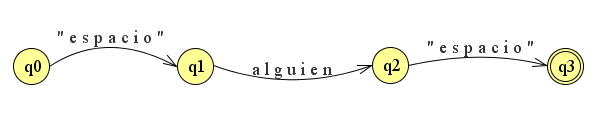 "espacio"
alguien
"espacio"
q0
q1
q2
q3